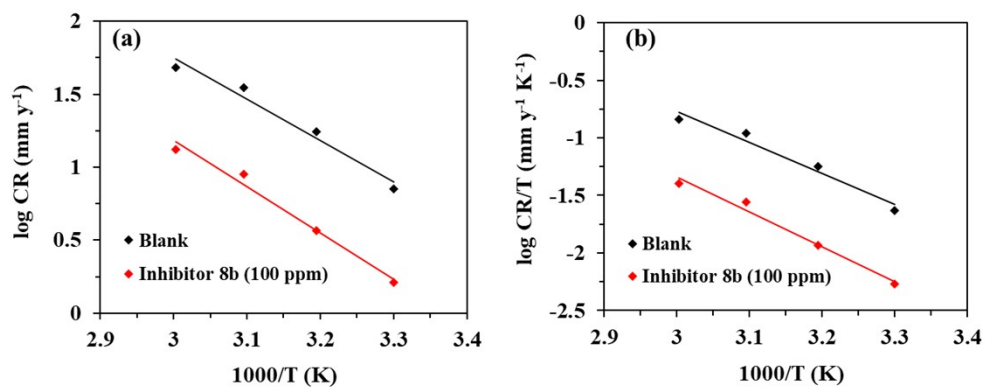 (a)
log CR (mm y⁻¹)
2
1.5
1
0.5
0
◆ Blank
◆ Inhibitor 8b (100 ppm)
2.9 3 3.1 3.2 3.3 3.4
1000/T (K)
(b)
log CR/T (mm y⁻¹ K⁻¹)
0
-0.5
-1
-1.5
-2
-2.5
◆ Blank
◆ Inhibitor 8b (100 ppm)
2.9 3 3.1 3.2 3.3 3.4
1000/T (K)